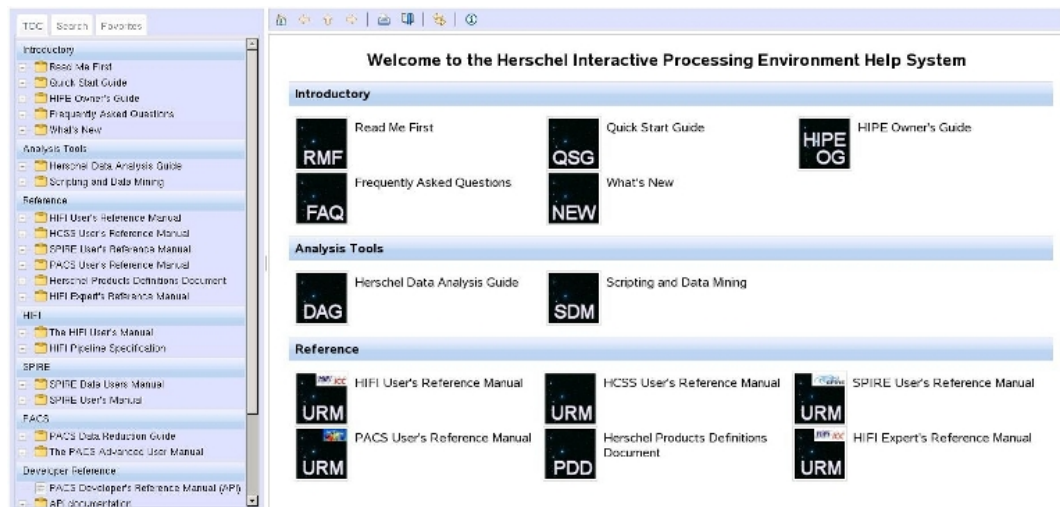 TOC Search Favorites
Introductory
Read Me First
Quick Start Guide
HIPE Owner's Guide
Frequently Asked Questions
What's New
Analysis Tools
Herschel Data Analysis Guide
Scripting and Data Mining
Reference
HIFI User's Reference Manual
HCSS User's Reference Manual
SPIRE User's Reference Manual
PACS User's Reference Manual
Herschel Products Definitions Document
HIFI Expert's Reference Manual
HIFI
The HIFI User's Manual
HIFI Pipeline Specification
SPIRE
SPIRE Data Users Manual
SPIRE User's Manual
PACS
PACS Data Reduction Guide
The PACS Advanced User Manual
Developer Reference
PACS Developer's Reference Manual (API)
API documentation
Welcome to the Herschel Interactive Processing Environment Help System
Introductory
RMF Read Me First QSG Quick Start Guide HIPE OG HIPE Owner's Guide
FAQ Frequently Asked Questions NEW What's New
Analysis Tools
DAG Herschel Data Analysis Guide SDM Scripting and Data Mining
Reference
URM HIFI User's Reference Manual URM HCSS User's Reference Manual URM SPIRE User's Reference Manual
URM PACS User's Reference Manual PDD Herschel Products Definitions Document URM HIFI Expert's Reference Manual